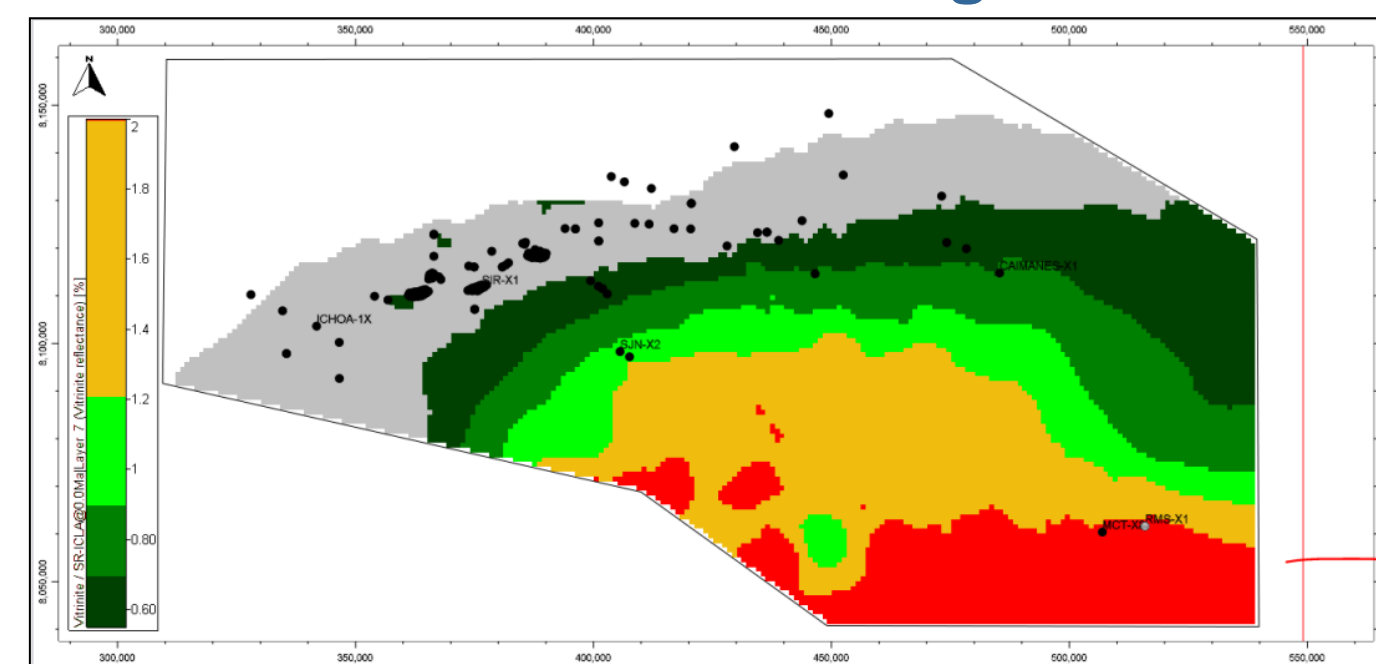 300,000 350,000 400,000 450,000 500,000 550,000
N
8,150,000
8,100,000
8,050,000
2
1.8
1.6
1.4
1.2
1
0.80
0.60
Vitrinite / SR-ICLA@0.0Ma|Layer 7 (Vitrinite reflectance) [%]
SIR-X1
CAIMANES-X1
ICHOA-1X
SJN-X2
RMS-X1
300,000 350,000 400,000 450,000 500,000 550,000